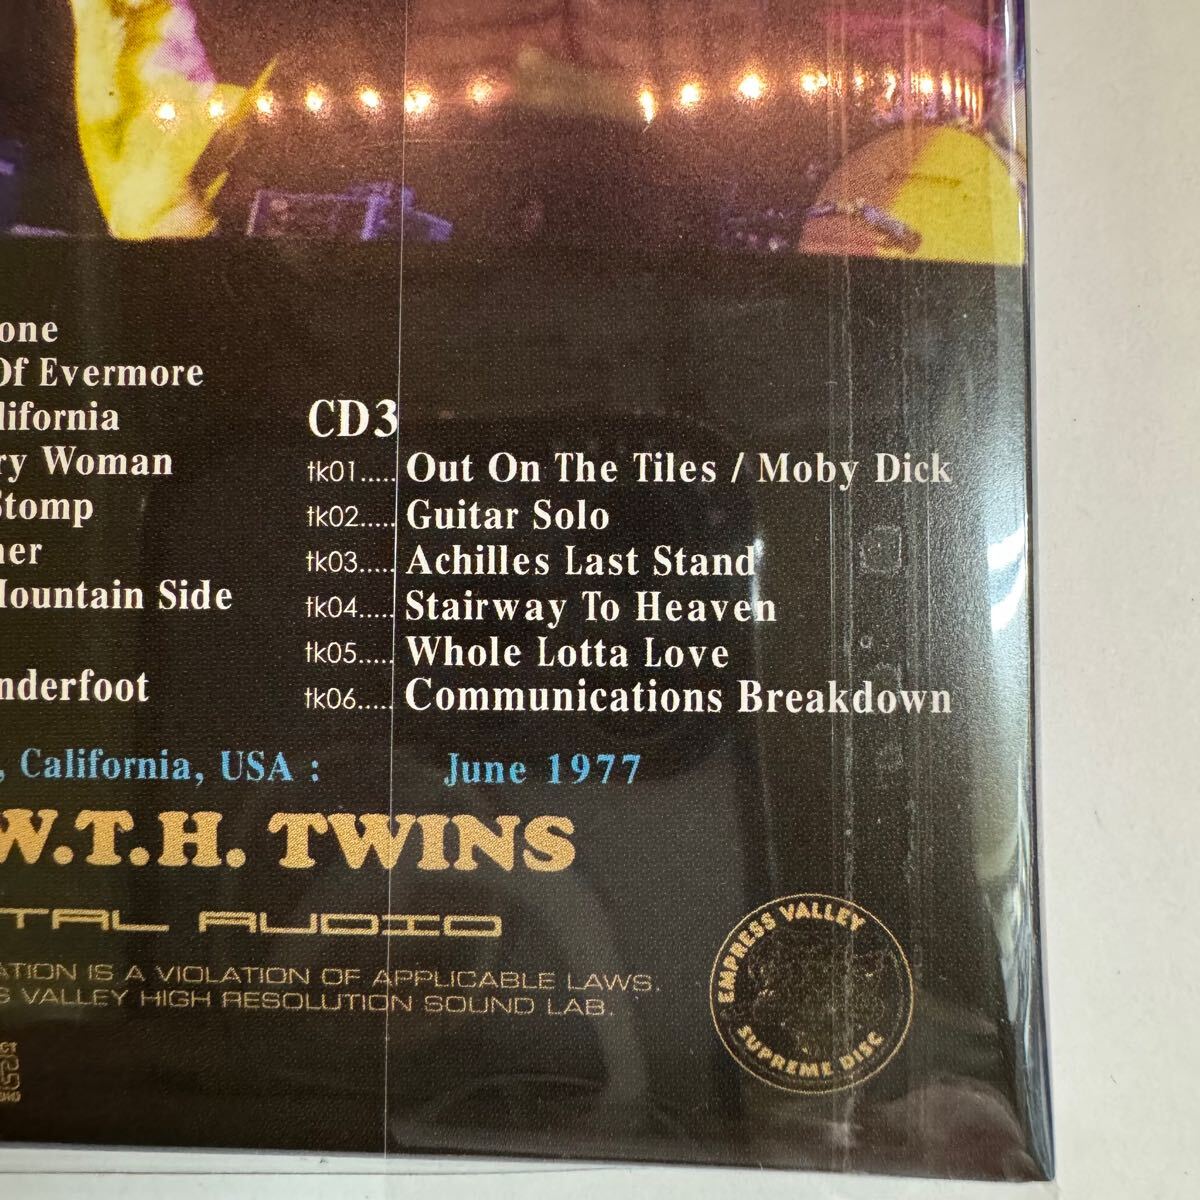 one
Of Evermore
lifornia
ry Woman
Stomp
ner
Mountain Side
nderfoot
CD3
tk01..... Out On The Tiles / Moby Dick
tk02..... Guitar Solo
tk03..... Achilles Last Stand
tk04..... Stairway To Heaven
tk05..... Whole Lotta Love
tk06..... Communications Breakdown
, California, USA : June 1977
W.T.H. TWINS
TAL AUDIO
ATION IS A VIOLATION OF APPLICABLE LAWS.
S VALLEY HIGH RESOLUTION SOUND LAB.
EMPRESS VALLEY
SUPREME DISC